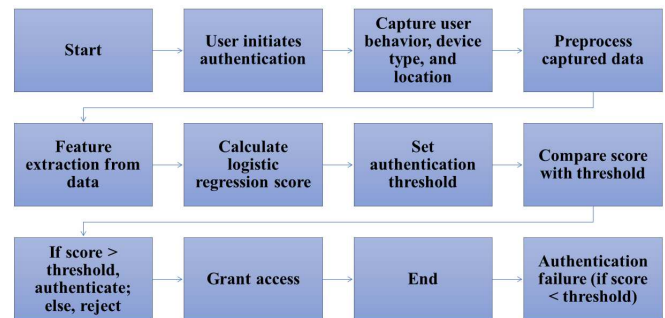 Start
User initiates
authentication
Capture user
behavior, device
type, and
location
Preprocess
captured data
Feature
extraction from
data
Calculate
logistic
regression score
Set
authentication
threshold
Compare score
with threshold
If score >
threshold,
authenticate;
else, reject
Grant access
End
Authentication
failure (if score
< threshold)